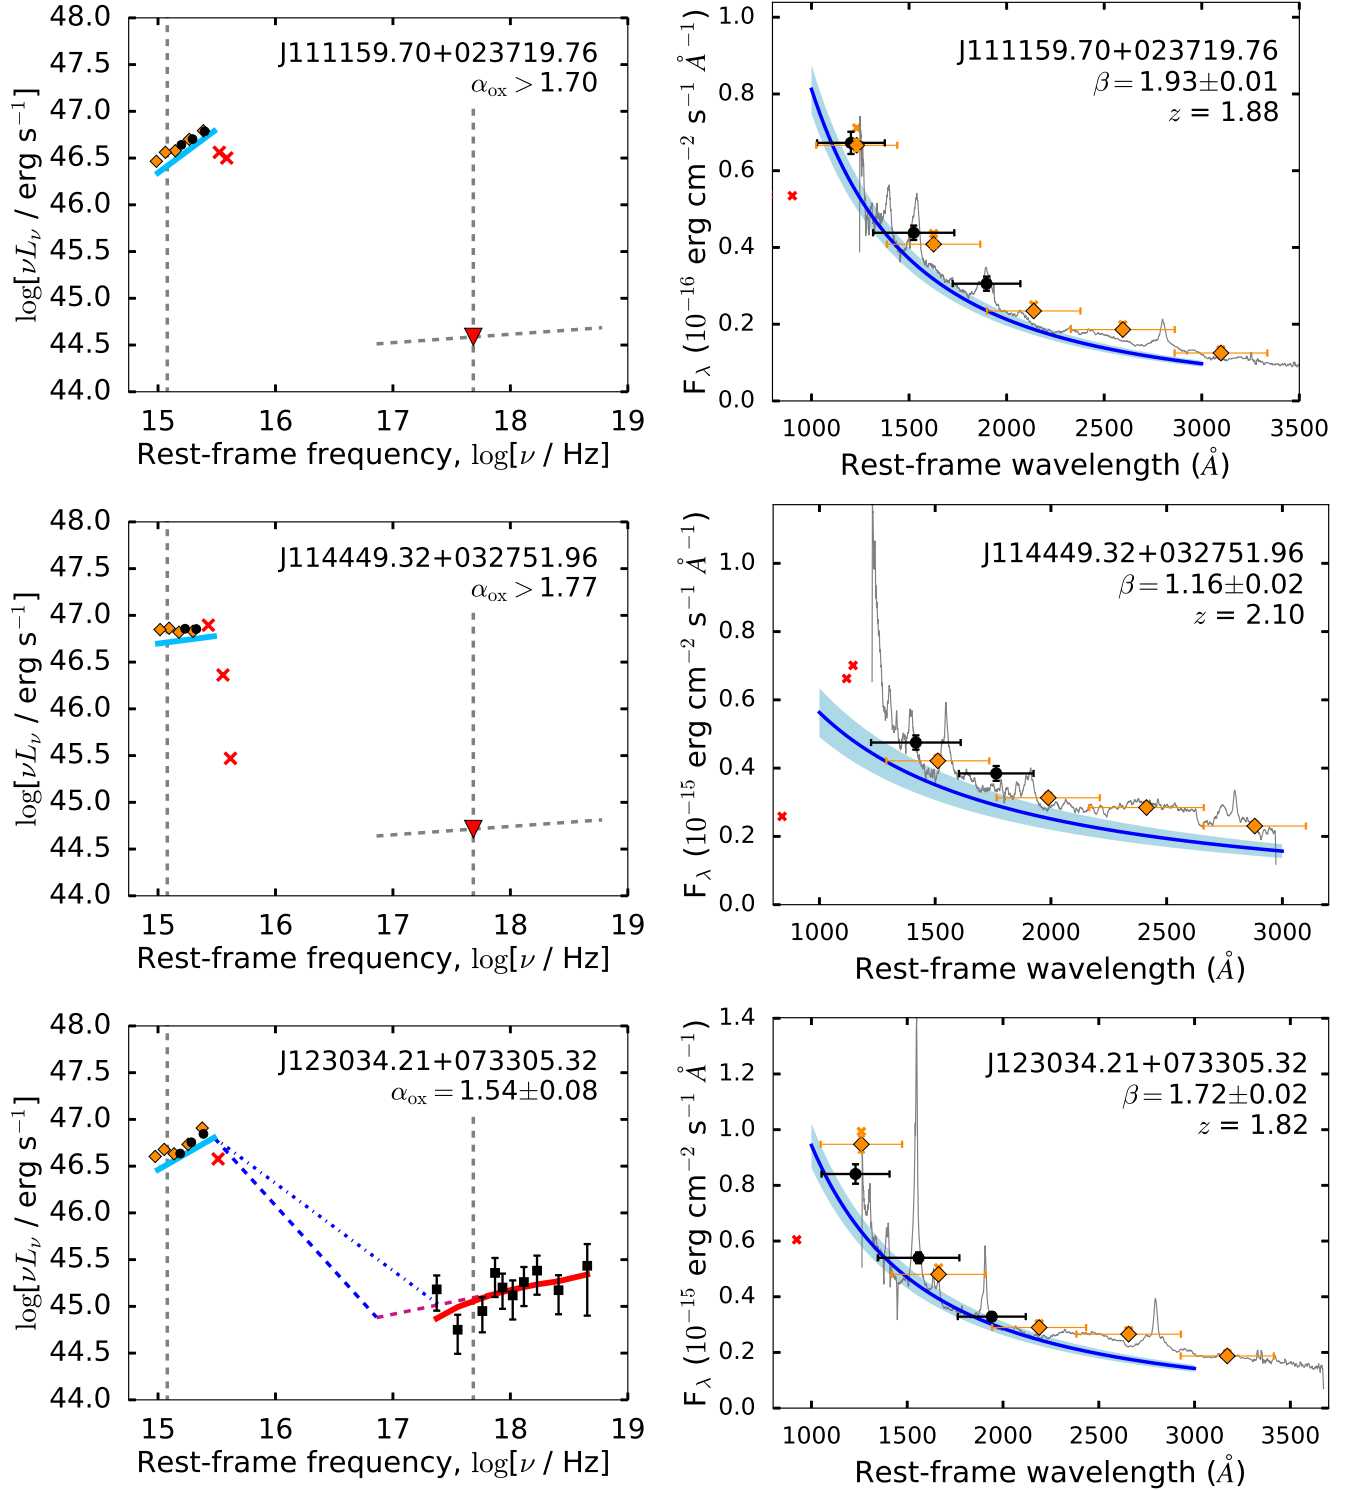 48.0
47.5
47.0
46.5
46.0
45.5
45.0
44.5
44.0
log[νL_ν / erg s⁻¹]
J111159.70+023719.76
α_ox > 1.70
15 16 17 18 19
Rest-frame frequency, log[ν / Hz]
1.0
0.8
0.6
0.4
0.2
0.0
F_λ (10⁻¹⁶ erg cm⁻² s⁻¹ Å⁻¹)
J111159.70+023719.76
β = 1.93±0.01
z = 1.88
1000 1500 2000 2500 3000 3500
Rest-frame wavelength (Å)
48.0
47.5
47.0
46.5
46.0
45.5
45.0
44.5
44.0
log[νL_ν / erg s⁻¹]
J114449.32+032751.96
α_ox > 1.77
15 16 17 18 19
Rest-frame frequency, log[ν / Hz]
1.0
0.8
0.6
0.4
0.2
0.0
F_λ (10⁻¹⁵ erg cm⁻² s⁻¹ Å⁻¹)
J114449.32+032751.96
β = 1.16±0.02
z = 2.10
1000 1500 2000 2500 3000
Rest-frame wavelength (Å)
48.0
47.5
47.0
46.5
46.0
45.5
45.0
44.5
44.0
log[νL_ν / erg s⁻¹]
J123034.21+073305.32
α_ox = 1.54±0.08
15 16 17 18 19
Rest-frame frequency, log[ν / Hz]
1.4
1.2
1.0
0.8
0.6
0.4
0.2
0.0
F_λ (10⁻¹⁵ erg cm⁻² s⁻¹ Å⁻¹)
J123034.21+073305.32
β = 1.72±0.02
z = 1.82
1000 1500 2000 2500 3000 3500
Rest-frame wavelength (Å)